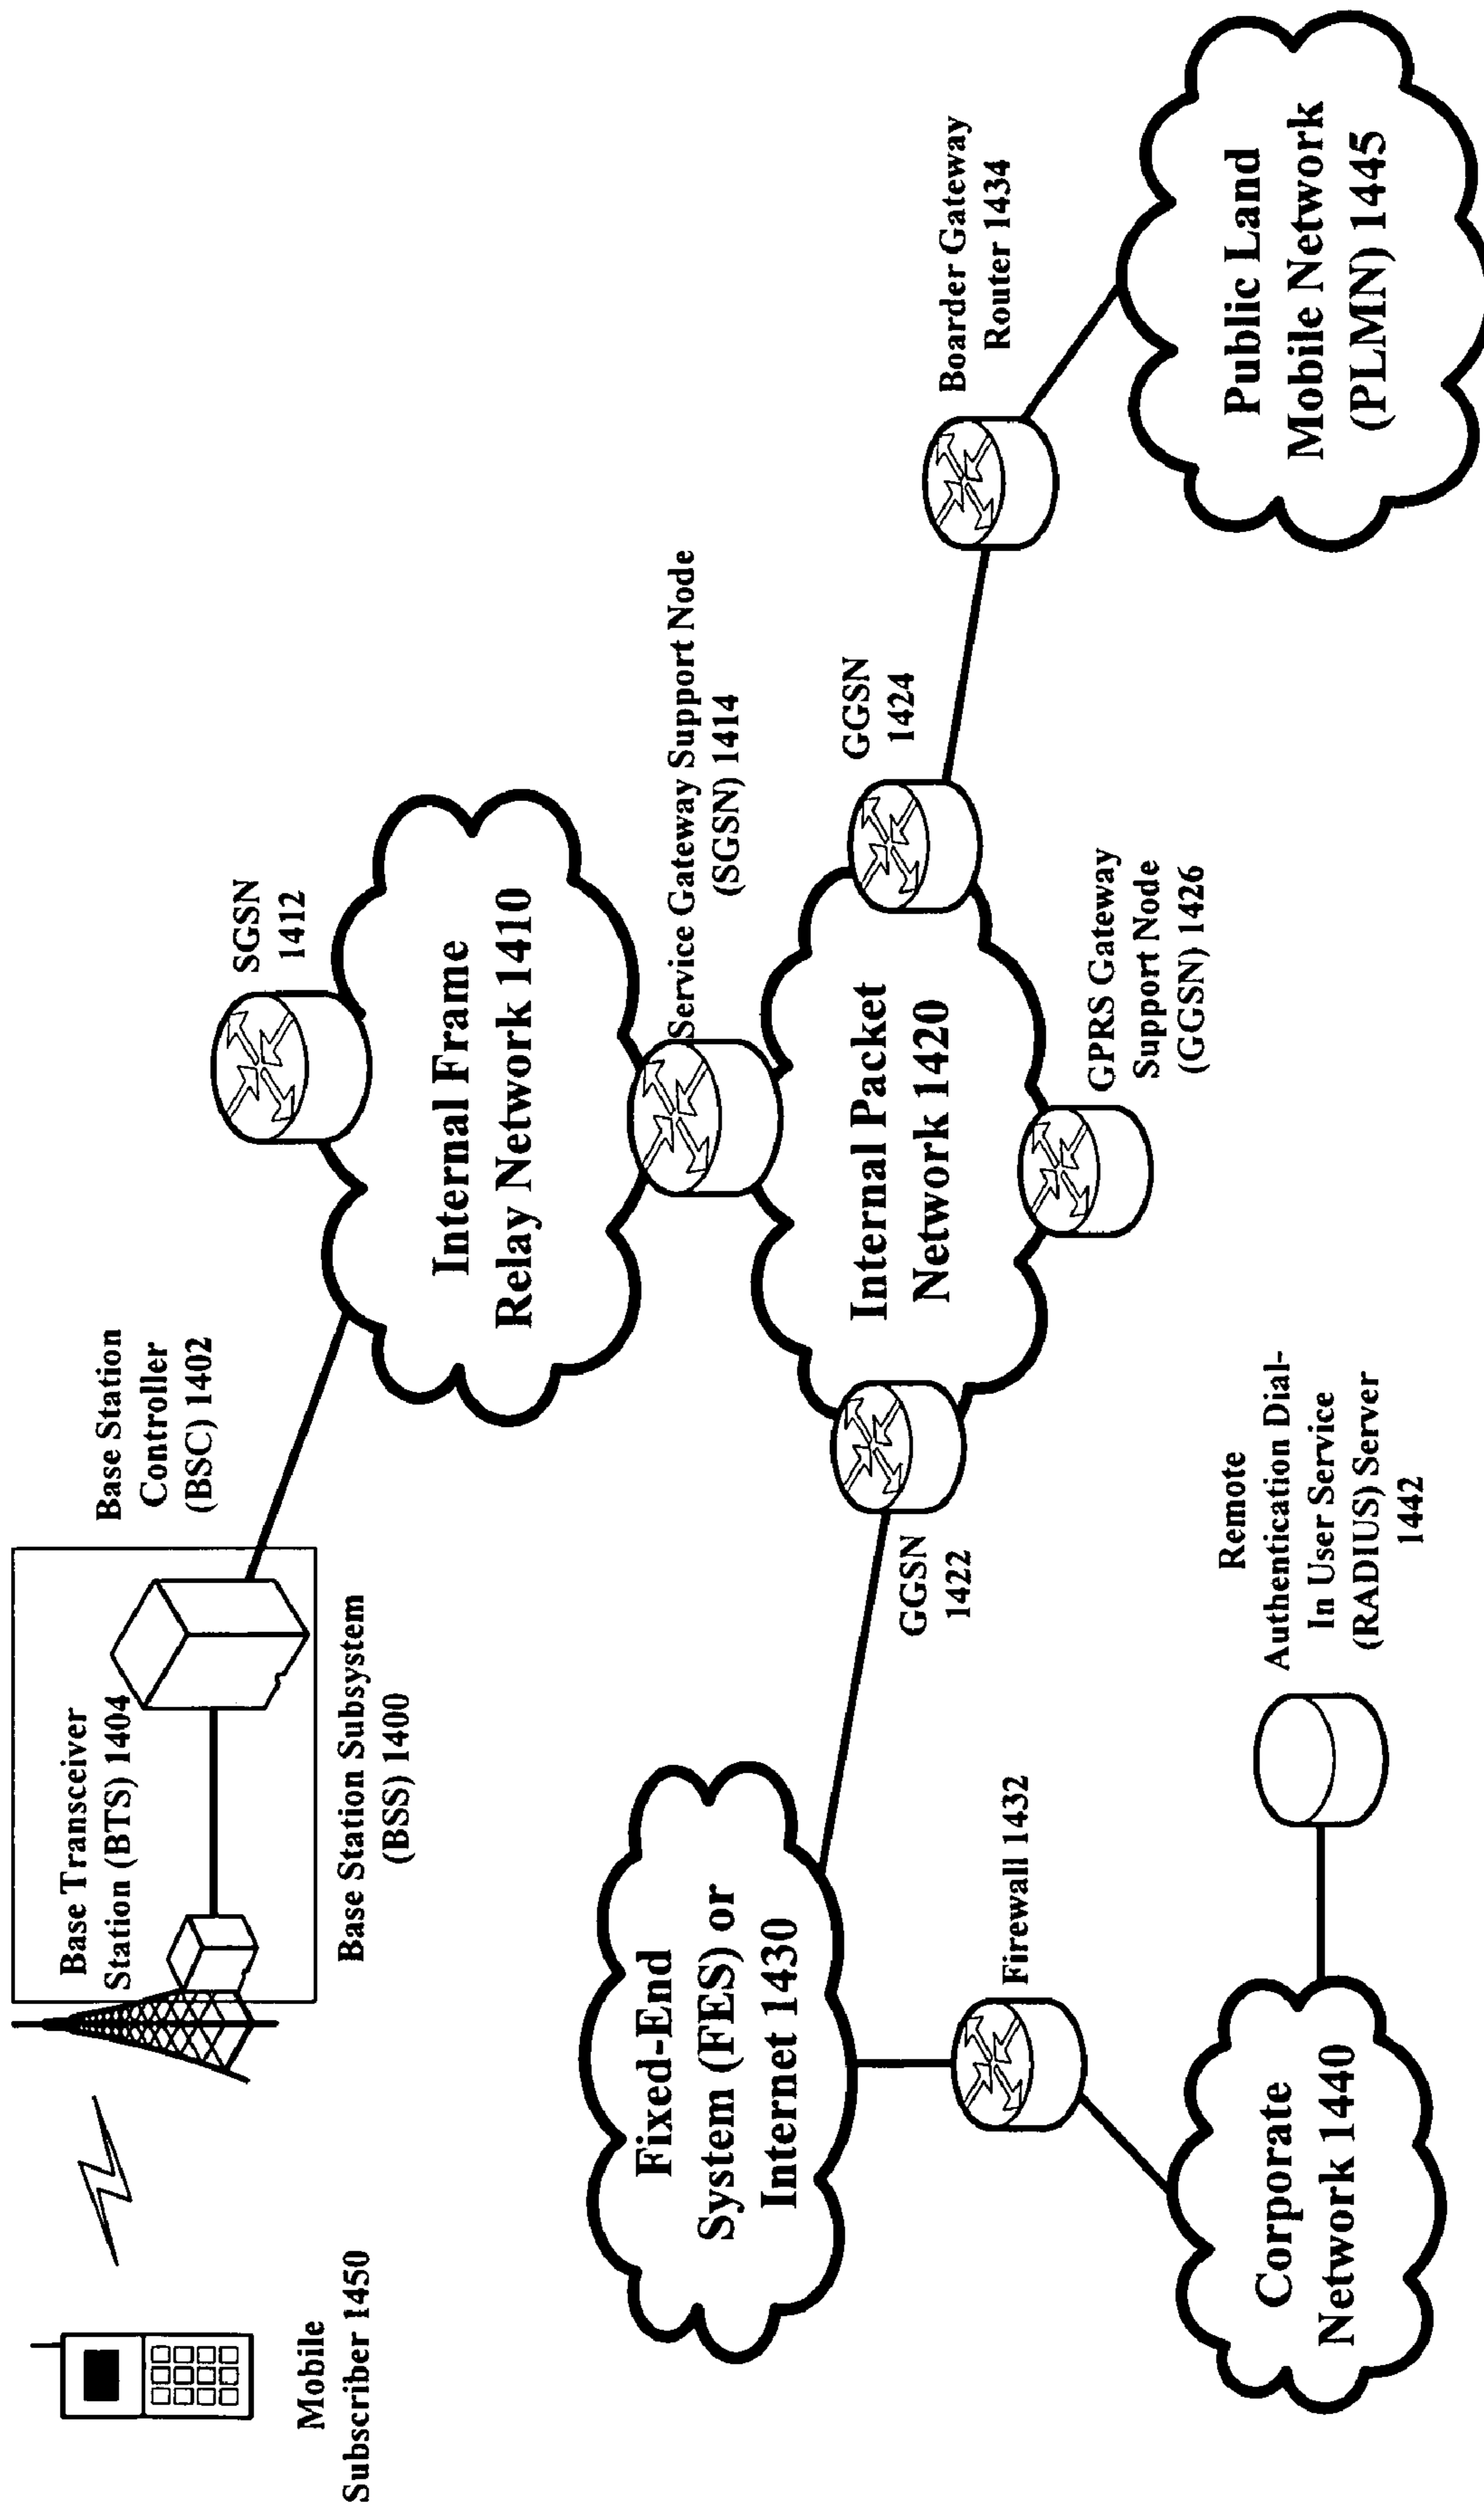 Mobile
Subscriber 1450
Base Transceiver
Station (BTS) 1404
Base Station Subsystem
(BSS) 1400
Base Station
Controller
(BSC) 1402
SGSN
1412
Internal Frame
Relay Network 1410
Service Gateway Support Node
(SGSN) 1414
Fixed-End
System (FES) or
Internet 1430
GGSN
1422
Internal Packet
Network 1420
GGSN
1424
GPRS Gateway
Support Node
(GGSN) 1426
Boarder Gateway
Router 1434
Public Land
Mobile Network
(PLMN) 1445
Firewall 1432
Corporate
Network 1440
Remote
Authentication Dial-
In User Service
(RADIUS) Server
1442